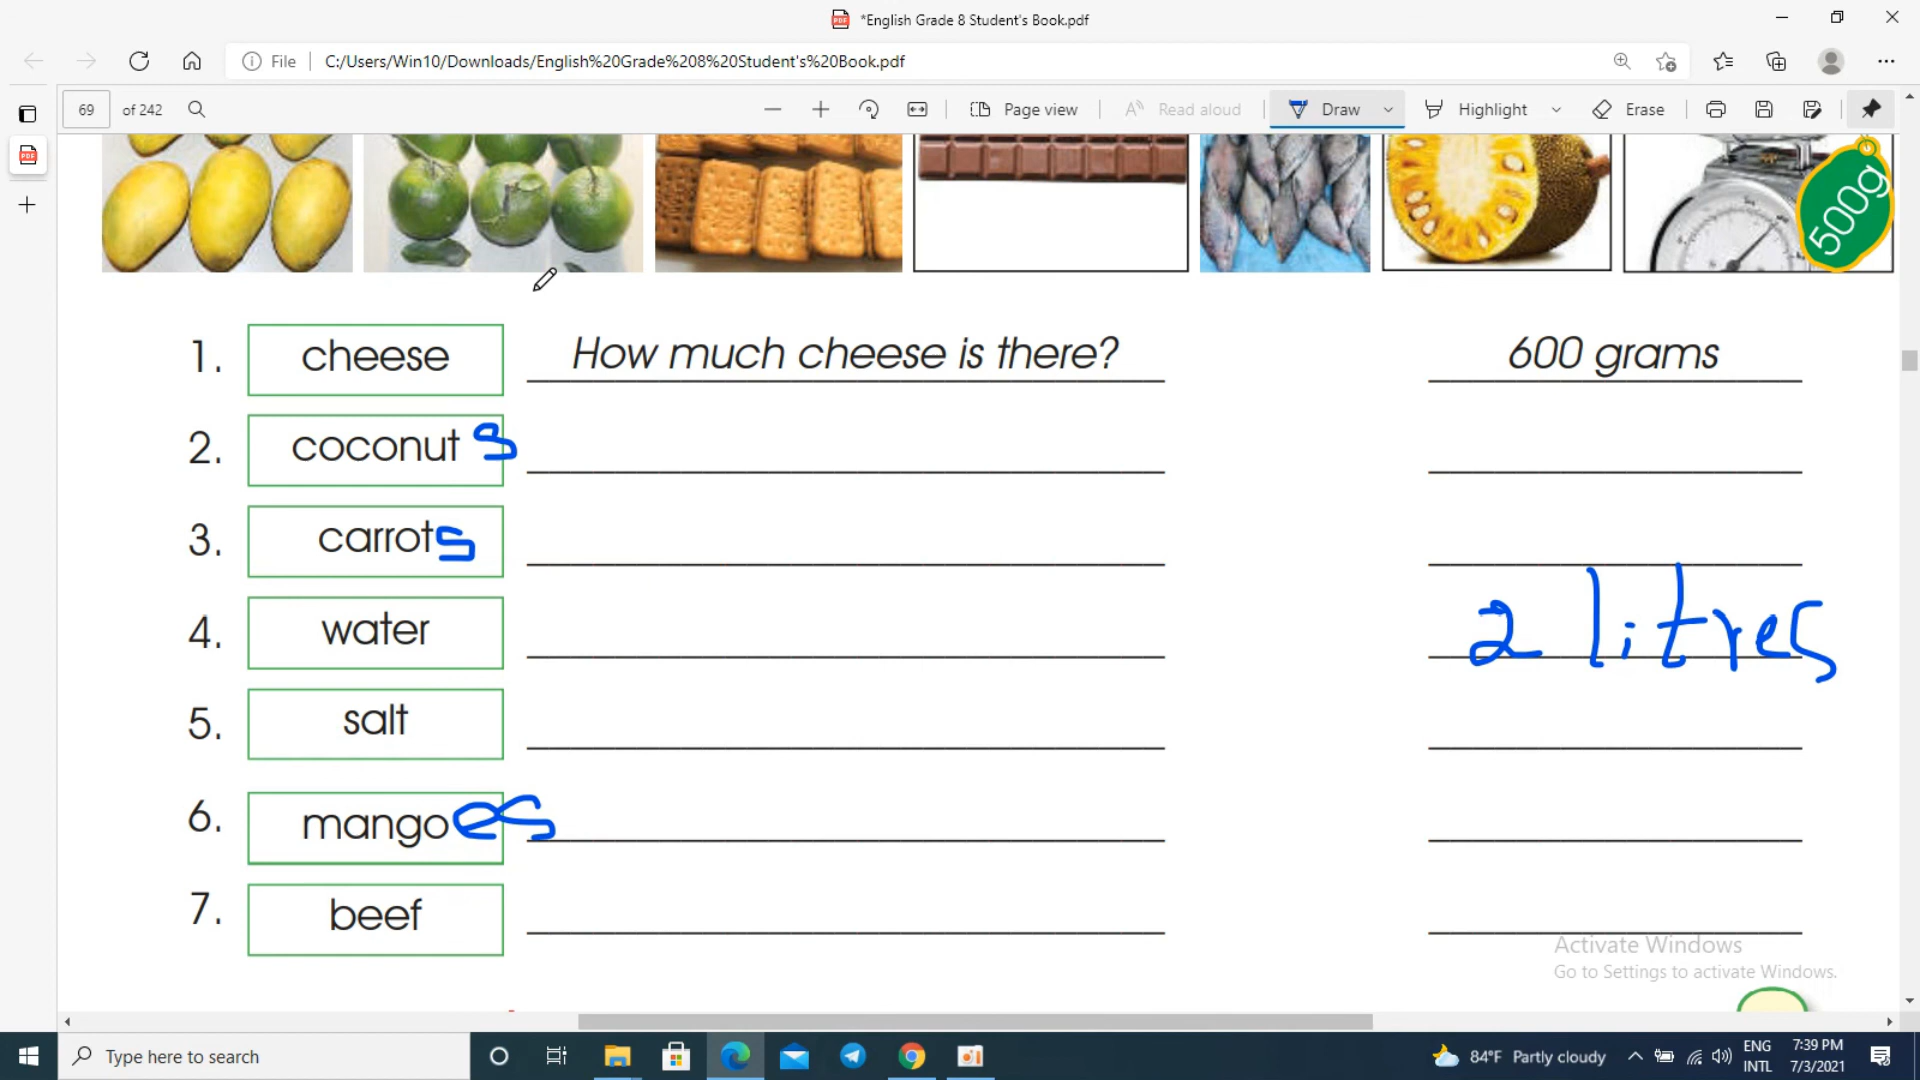 *English Grade 8 Student's Book.pdf
File C:/Users/Win10/Downloads/English%20Grade%208%20Student's%20Book.pdf
69 of 242 Page view Read aloud Draw Highlight Erase
500g
1. cheese How much cheese is there? 600 grams
2. coconuts
3. carrots
4. water 2 litres
5. salt
6. mangoes
7. beef
Activate Windows
Go to Settings to activate Windows.
Type here to search 84°F Partly cloudy ENG INTL 7:39 PM 7/3/2021